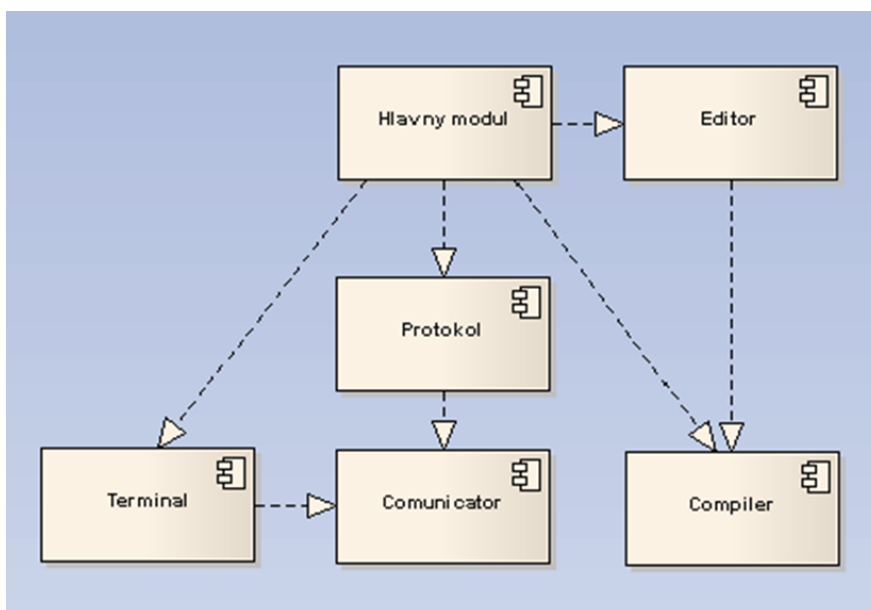 Hlavny modul
Editor
Protokol
Terminal
Comunicator
Compiler